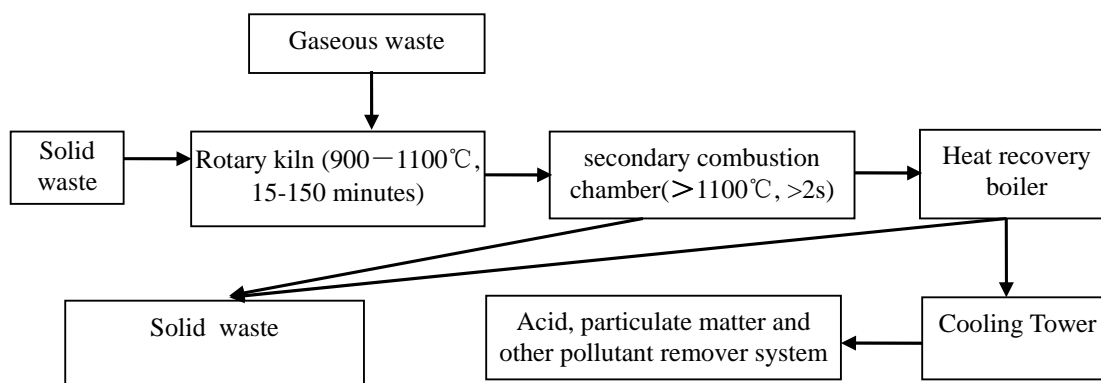 Gaseous waste
Solid
waste
Rotary kiln (900－1100℃,
15-150 minutes)
secondary combustion
chamber(＞1100℃, >2s)
Heat recovery
boiler
Solid  waste
Acid, particulate matter and
other pollutant remover system
Cooling Tower